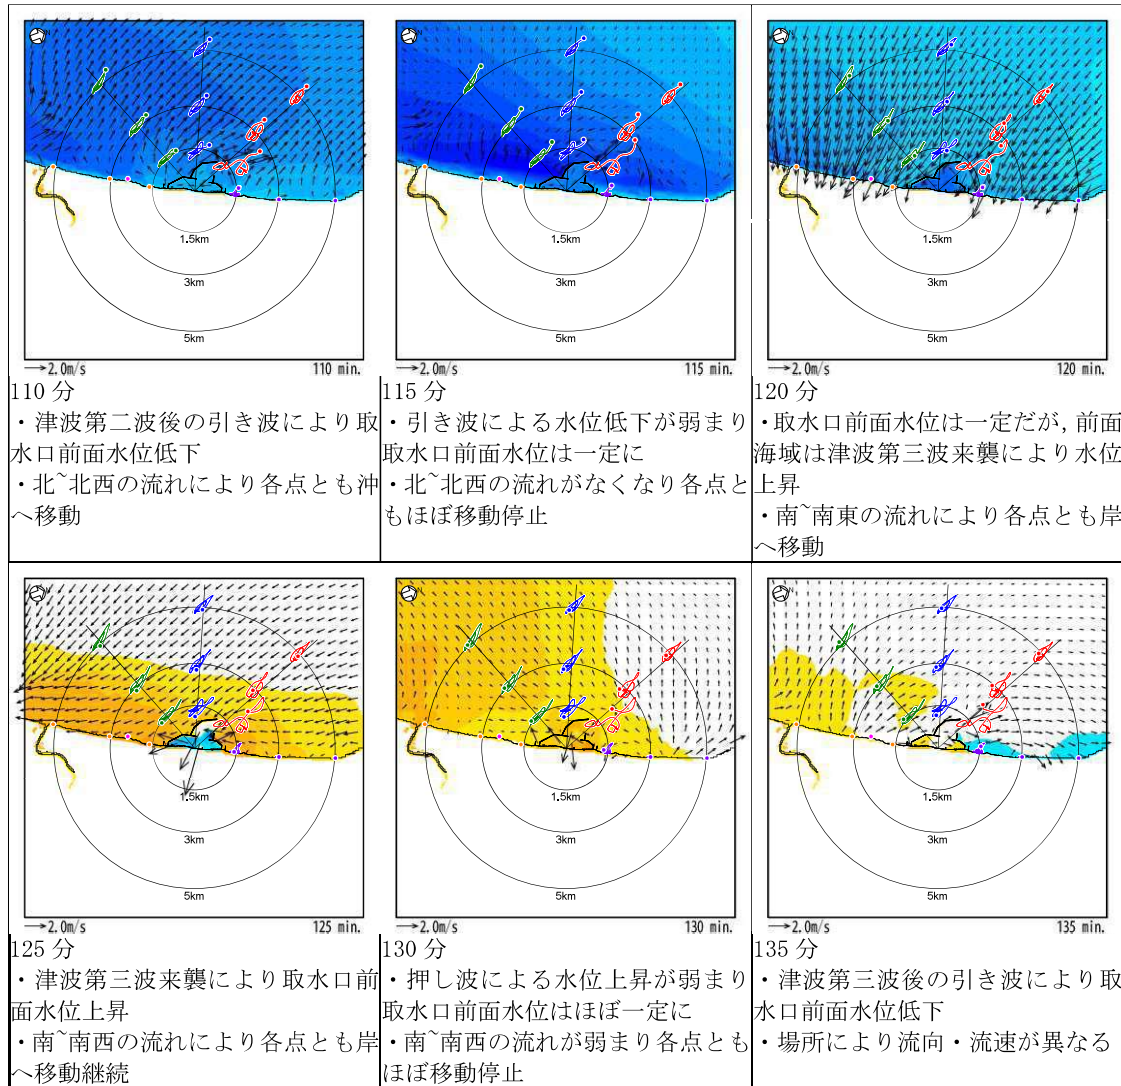 1.5km
3km
5km
→2.0m/s 110 min.
110 分
・津波第二波後の引き波により取
水口前面水位低下
・北~北西の流れにより各点とも沖
へ移動
1.5km
3km
5km
→2.0m/s 115 min.
115 分
・引き波による水位低下が弱まり
取水口前面水位は一定に
・北~北西の流れがなくなり各点と
もほぼ移動停止
1.5km
3km
5km
→2.0m/s 120 min.
120 分
・取水口前面水位は一定だが, 前面
海域は津波第三波来襲により水位
上昇
・南~南東の流れにより各点とも岸
へ移動
1.5km
3km
5km
→2.0m/s 125 min.
125 分
・津波第三波来襲により取水口前
面水位上昇
・南~南西の流れにより各点とも岸
へ移動継続
1.5km
3km
5km
→2.0m/s 130 min.
130 分
・押し波による水位上昇が弱まり
取水口前面水位はほぼ一定に
・南~南西の流れが弱まり各点とも
ほぼ移動停止
1.5km
3km
5km
→2.0m/s 135 min.
135 分
・津波第三波後の引き波により取
水口前面水位低下
・場所により流向・流速が異なる